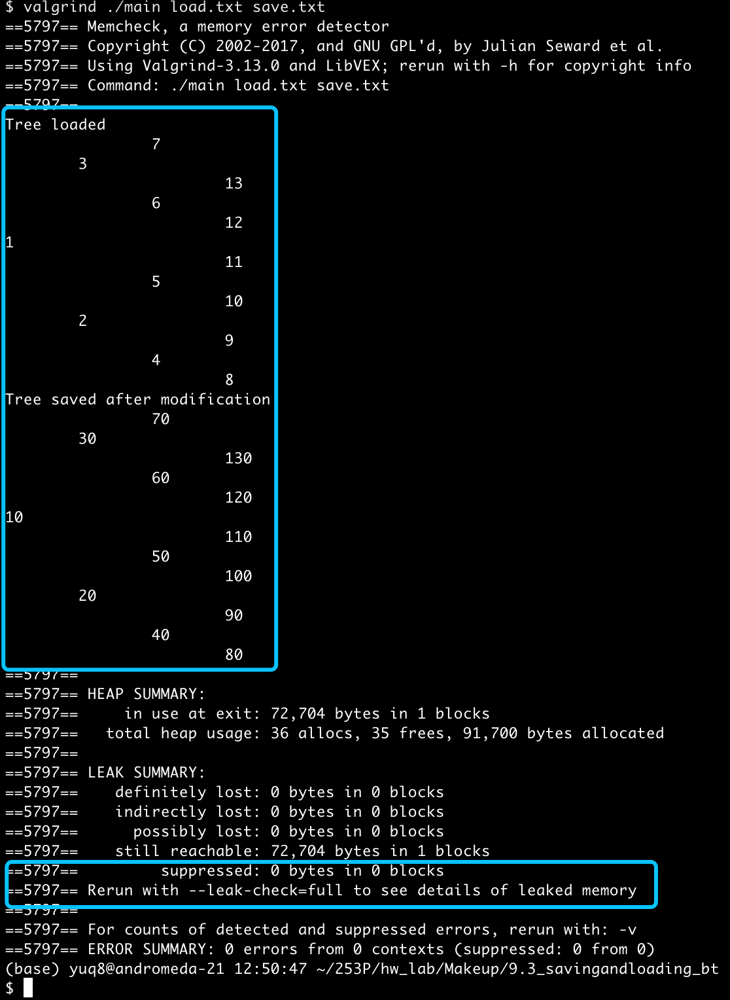 $ valgrind ./main load.txt save.txt
==5797== Memcheck, a memory error detector
==5797== Copyright (C) 2002-2017, and GNU GPL'd, by Julian Seward et al.
==5797== Using Valgrind-3.13.0 and LibVEX; rerun with -h for copyright info
==5797== Command: ./main load.txt save.txt
==5797==
Tree loaded
7
3
13
6
12
1
11
5
10
2
9
4
8
Tree saved after modification
70
30
130
60
120
10
110
50
100
20
90
40
80
==5797==
==5797== HEAP SUMMARY:
==5797==     in use at exit: 72,704 bytes in 1 blocks
==5797==   total heap usage: 36 allocs, 35 frees, 91,700 bytes allocated
==5797==
==5797== LEAK SUMMARY:
==5797==    definitely lost: 0 bytes in 0 blocks
==5797==    indirectly lost: 0 bytes in 0 blocks
==5797==      possibly lost: 0 bytes in 0 blocks
==5797==    still reachable: 72,704 bytes in 1 blocks
==5797==         suppressed: 0 bytes in 0 blocks
==5797== Rerun with --leak-check=full to see details of leaked memory
==5797==
==5797== For counts of detected and suppressed errors, rerun with: -v
==5797== ERROR SUMMARY: 0 errors from 0 contexts (suppressed: 0 from 0)
(base) yuq8@andromeda-21 12:50:47 ~/253P/hw_lab/Makeup/9.3_savingandloading_bt
$